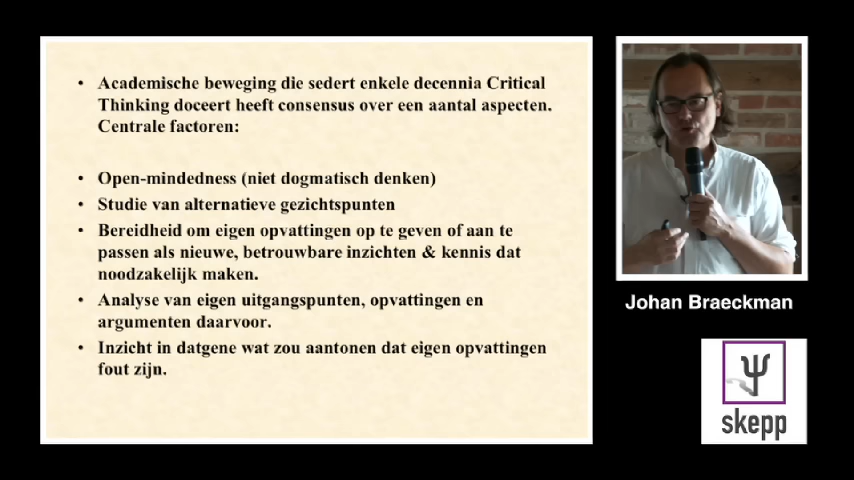 • Academische beweging die sedert enkele decennia Critical
Thinking doceert heeft consensus over een aantal aspecten.
Centrale factoren:
• Open-mindedness (niet dogmatisch denken)
• Studie van alternatieve gezichtspunten
• Bereidheid om eigen opvattingen op te geven of aan te
passen als nieuwe, betrouwbare inzichten & kennis dat
noodzakelijk maken.
• Analyse van eigen uitgangspunten, opvattingen en
argumenten daarvoor.
• Inzicht in datgene wat zou aantonen dat eigen opvattingen
fout zijn.
Johan Braeckman
skepp